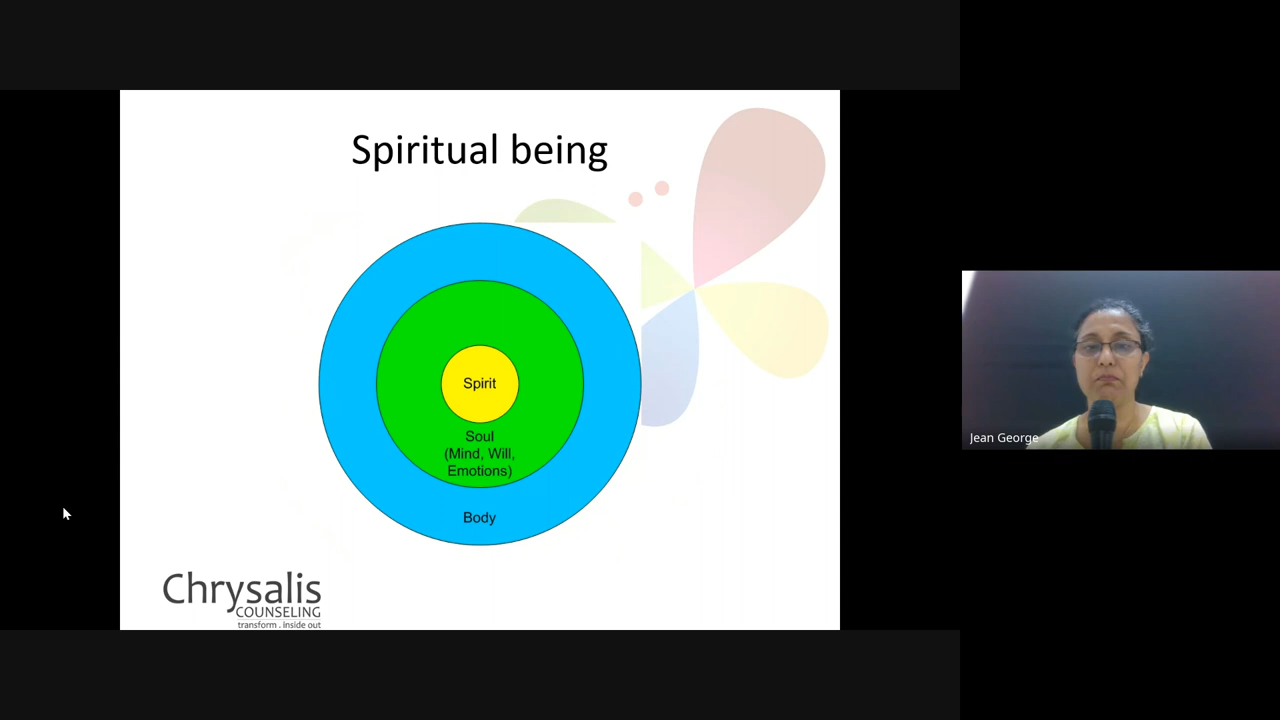 Spiritual being
Spirit
Soul
(Mind, Will,
Emotions)
Body
Chrysalis
COUNSELING
transform . inside out
Jean George